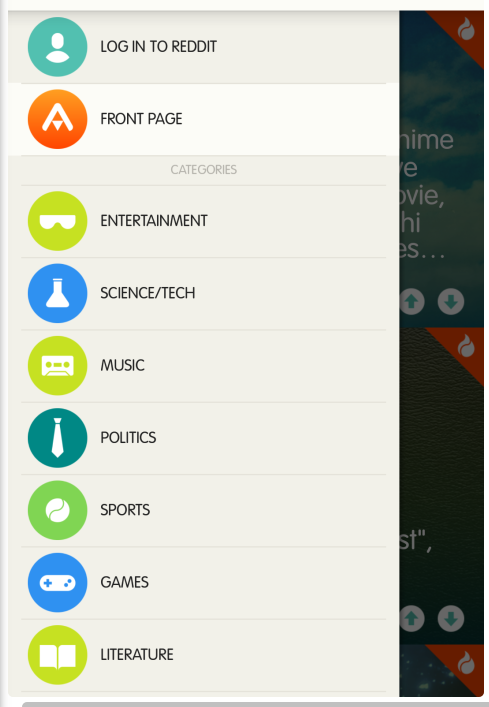 LOG IN TO REDDIT
FRONT PAGE
CATEGORIES
ENTERTAINMENT
SCIENCE/TECH
MUSIC
POLITICS
SPORTS
GAMES
LITERATURE
nime
ovie,
hi
es...
st",